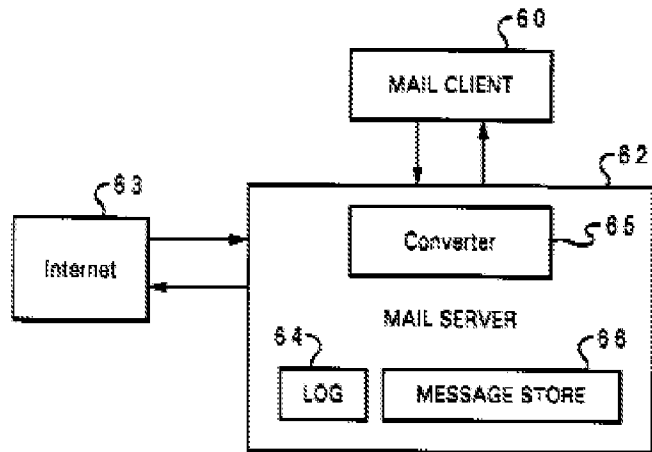 60
MAIL CLIENT
62
63
Internet
Converter
65
MAIL SERVER
64
LOG
66
MESSAGE STORE